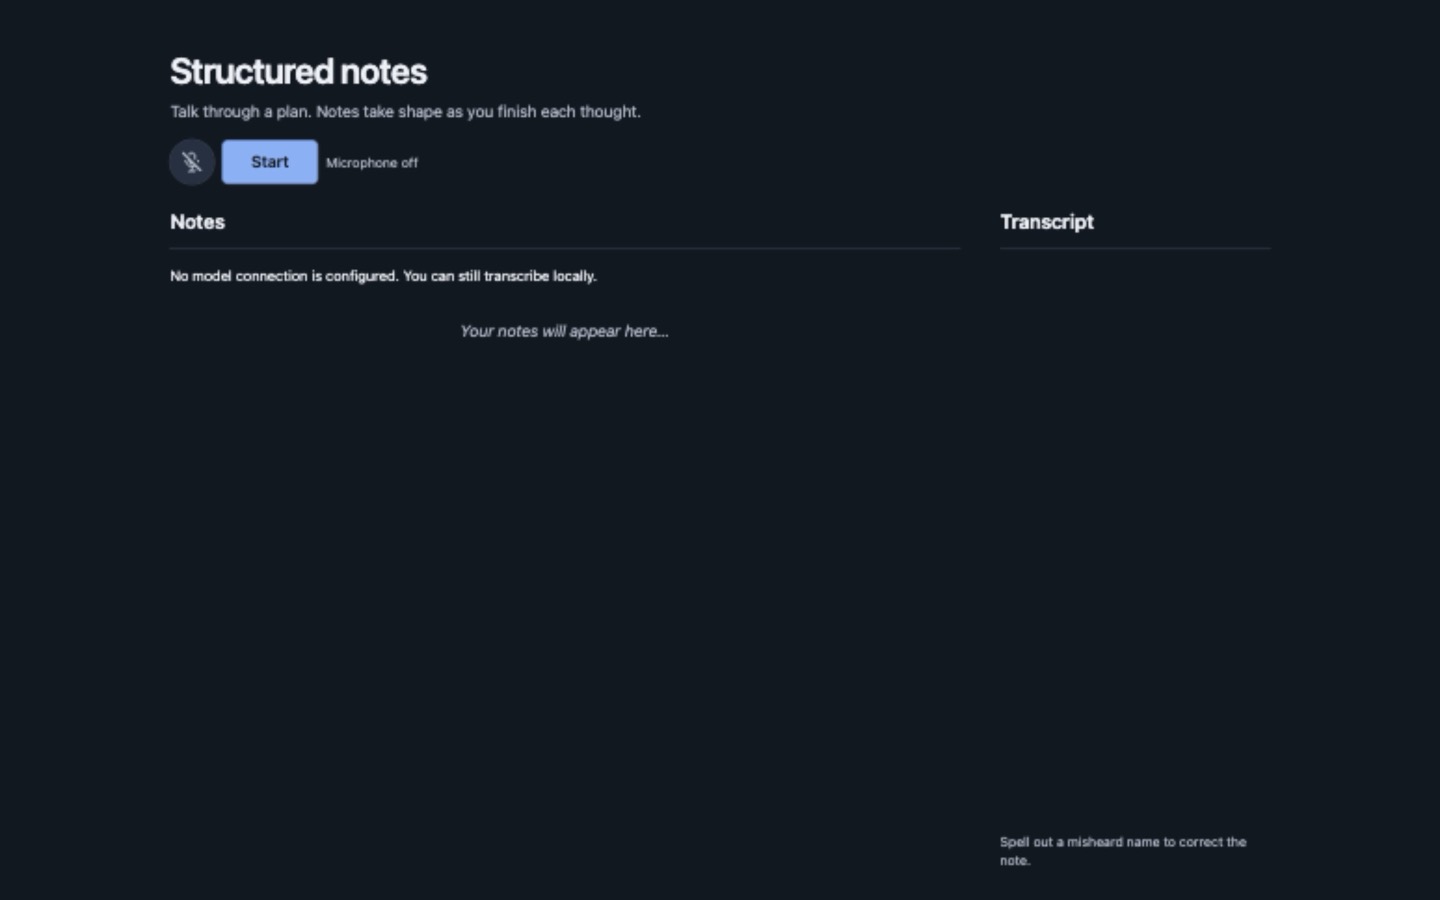 Structured notes
Talk through a plan. Notes take shape as you finish each thought.
Start
Microphone off
Notes
No model connection is configured. You can still transcribe locally.
Your notes will appear here...
Transcript
Spell out a misheard name to correct the
note.